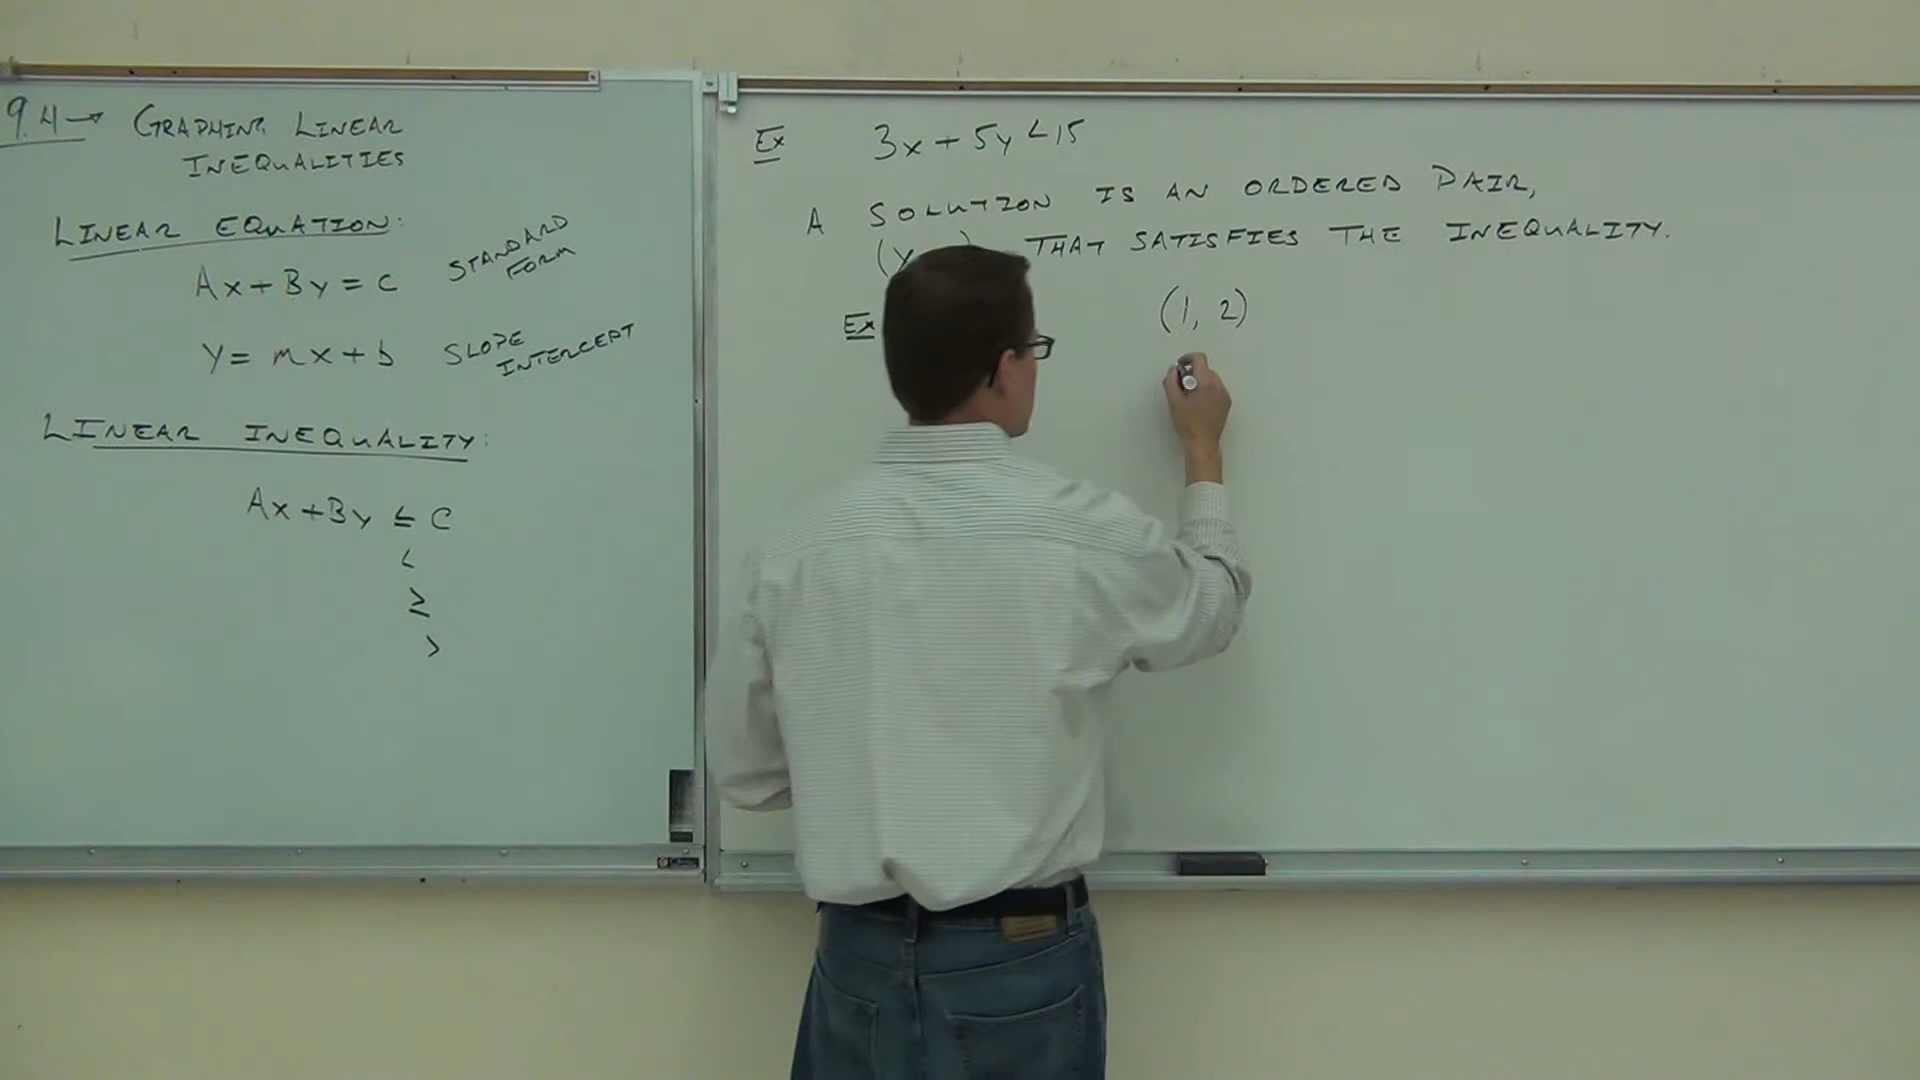 9.4 → GRAPHING LINEAR
INEQUALITIES
LINEAR EQUATION:
Ax + By = C STANDARD FORM
Y = mx + b SLOPE INTERCEPT
LINEAR INEQUALITY:
Ax + By ≤ C
<
≥
>
Ex 3x + 5y < 15
A SOLUTION IS AN ORDERED PAIR,
THAT SATISFIES THE INEQUALITY.
Ex (1, 2)